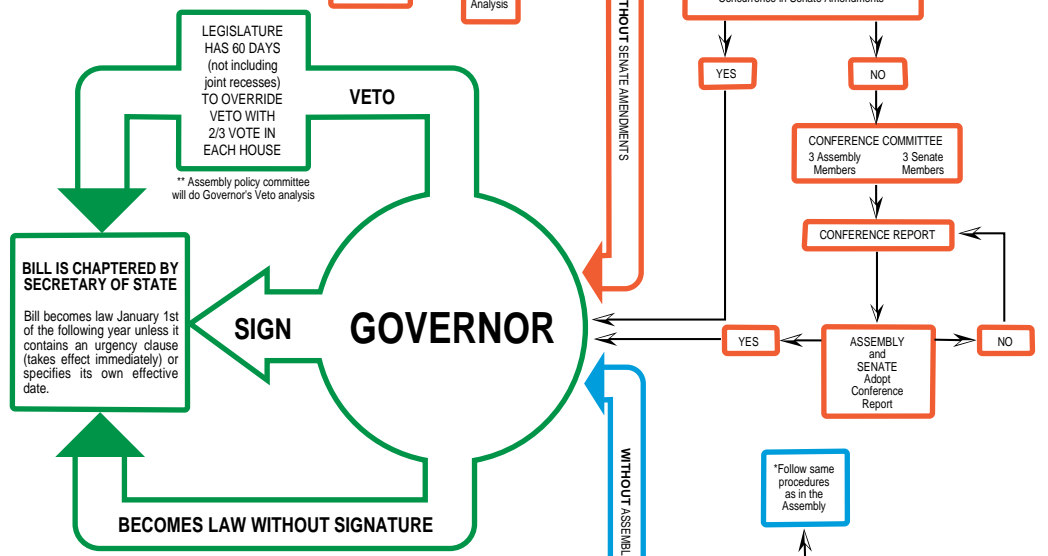 Analysis
Concurrence in Senate Amendments
LEGISLATURE
HAS 60 DAYS
(not including
joint recesses)
TO OVERRIDE
VETO WITH
2/3 VOTE IN
EACH HOUSE
VETO
** Assembly policy committee
will do Governor's Veto analysis
SENATE AMENDMENTS
YES
NO
CONFERENCE COMMITTEE
3 Assembly
Members
3 Senate
Members
CONFERENCE REPORT
BILL IS CHAPTERED BY
SECRETARY OF STATE
Bill becomes law January 1st
of the following year unless it
contains an urgency clause
(takes effect immediately) or
specifies its own effective
date.
SIGN
GOVERNOR
YES
ASSEMBLY
and
SENATE
Adopt
Conference
Report
NO
WITHOUT
*Follow same
procedures
as in the
Assembly
BECOMES LAW WITHOUT SIGNATURE